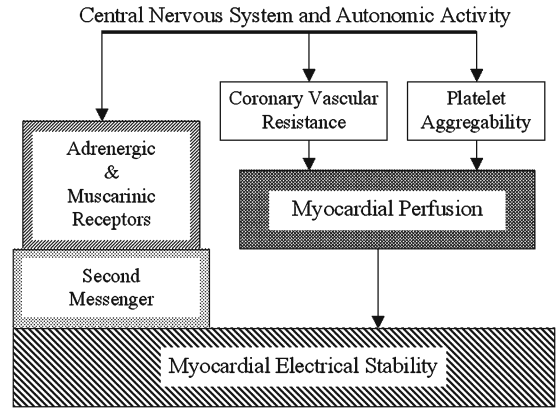 Central Nervous System and Autonomic Activity
Coronary Vascular
Resistance
Platelet
Aggregability
Adrenergic
&
Muscarinic
Receptors
Myocardial Perfusion
Second
Messenger
Myocardial Electrical Stability